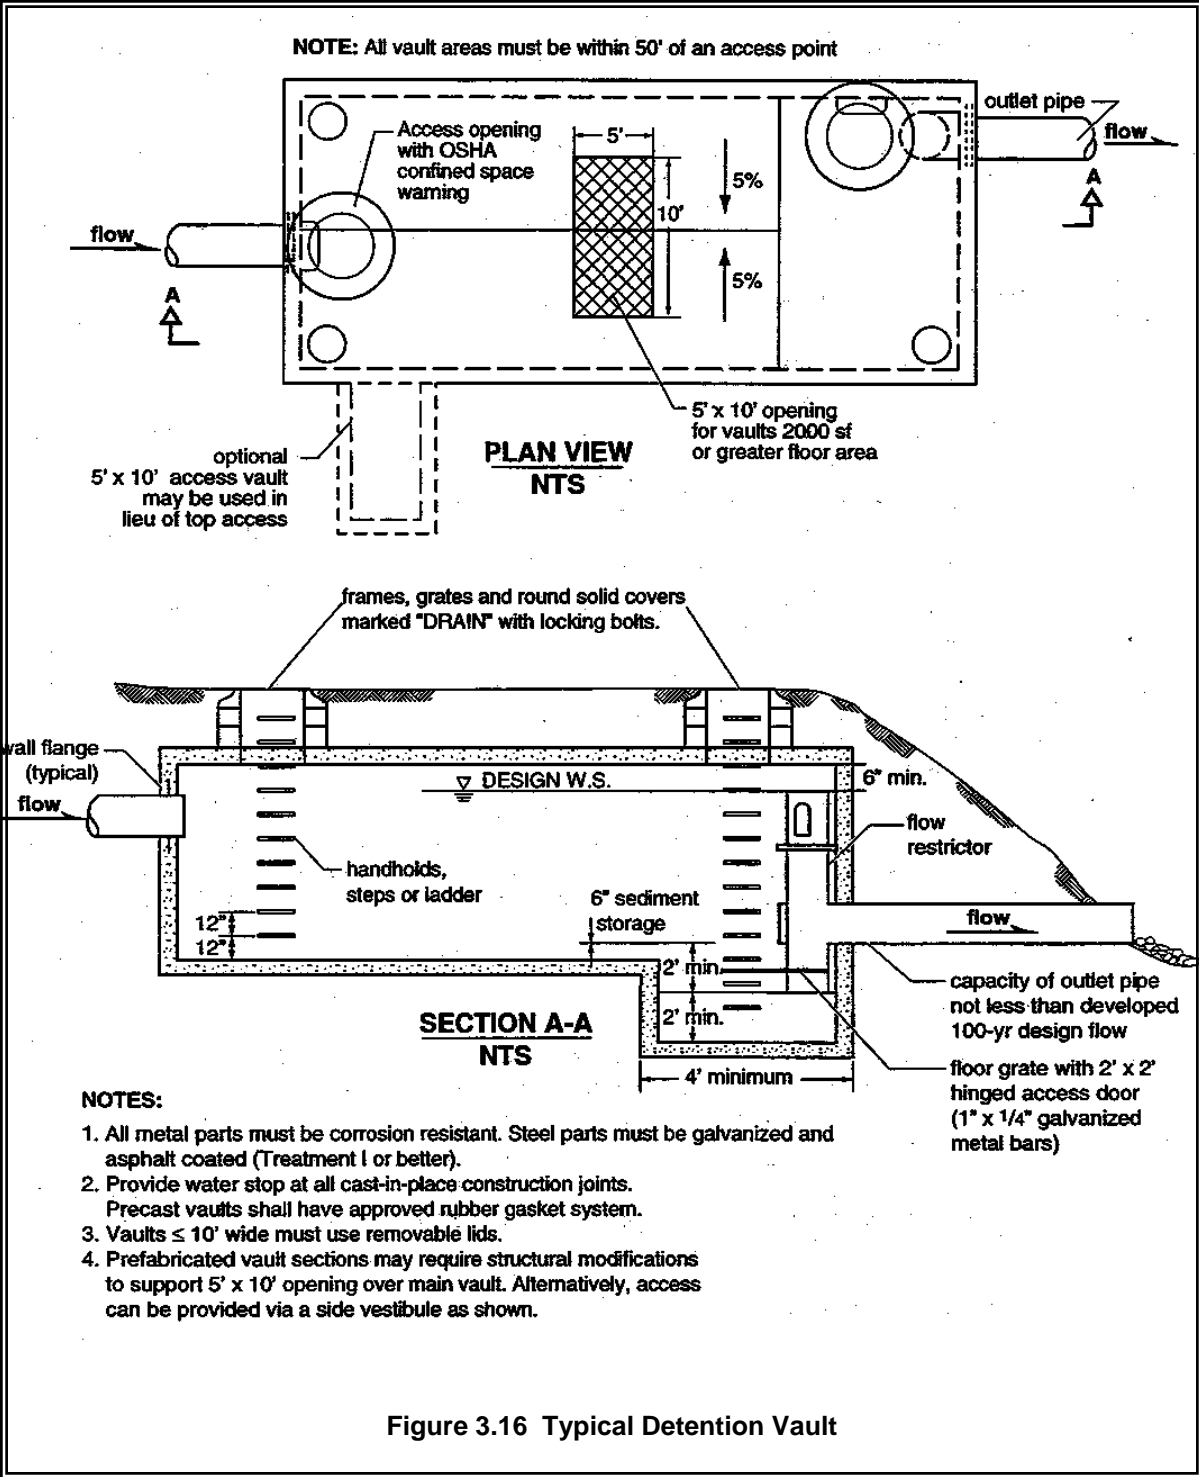 NOTE: All vault areas must be within 50' of an access point
outlet pipe
flow
Access opening
with OSHA
confined space
warning
5'
5%
10'
A
flow
5%
A
5' x 10' opening
for vaults 2000 sf
or greater floor area
optional
5' x 10' access vault
may be used in
lieu of top access
PLAN VIEW
NTS
frames, grates and round solid covers
marked "DRAIN" with locking bolts.
wall flange
(typical)
flow
DESIGN W.S.
6" min.
flow
restrictor
handholds,
steps or ladder
6" sediment
storage
12"
12"
flow
2' min.
2' min.
capacity of outlet pipe
not less than developed
100-yr design flow
SECTION A-A
NTS
4' minimum
floor grate with 2' x 2'
hinged access door
(1" x 1/4" galvanized
metal bars)
NOTES:
1. All metal parts must be corrosion resistant. Steel parts must be galvanized and
asphalt coated (Treatment I or better).
2. Provide water stop at all cast-in-place construction joints.
Precast vaults shall have approved rubber gasket system.
3. Vaults ≤ 10' wide must use removable lids.
4. Prefabricated vault sections may require structural modifications
to support 5' x 10' opening over main vault. Alternatively, access
can be provided via a side vestibule as shown.
Figure 3.16 Typical Detention Vault